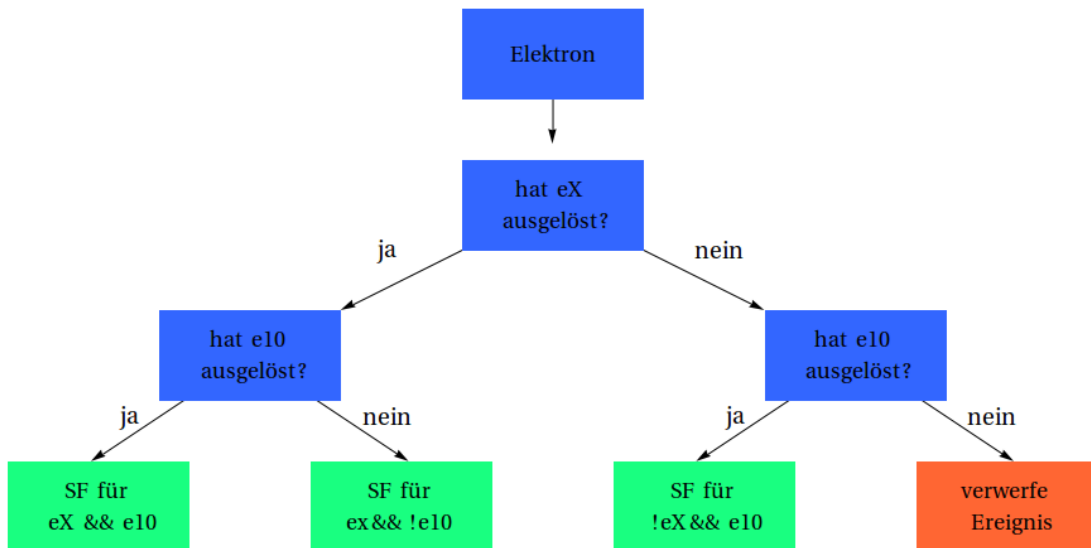 Elektron
hat eX
ausgelöst?
ja
nein
hat e10
ausgelöst?
hat e10
ausgelöst?
ja
nein
ja
nein
SF für
eX && e10
SF für
ex&& !e10
SF für
!eX&& e10
verwerfe
Ereignis